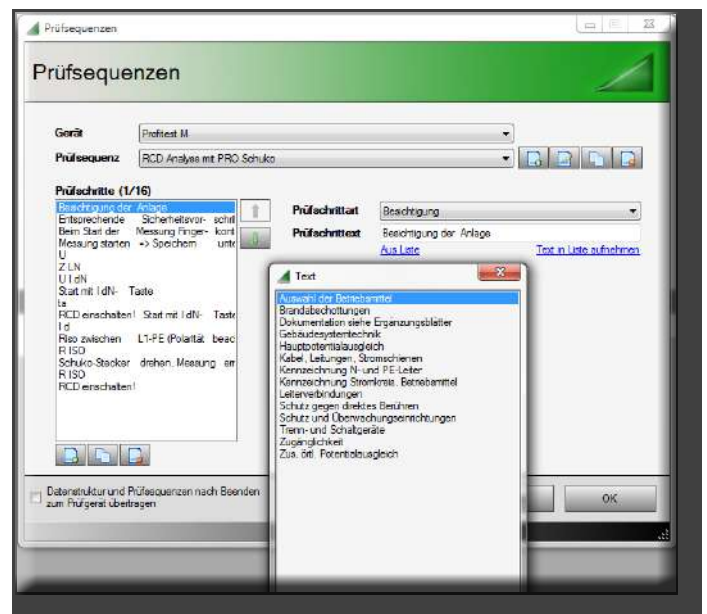 Prüfsequenzen
Prüfsequenzen
Gerät
Profitest M
Prüfsequenz
RCD Analyse mit PRO Schuko
Prüfschritte (1/16)
Besichtigung der Anlage
Entsprechende Sicherheitsvor- schrif
Beim Start der Messung Finger- kont
Messung starten => Speichern unte
U
Z LN
U I dN
Start mit I dN- Taste
ta
RCD einschalten! Start mit I dN- Taste
I d
Riso zwischen L1-PE (Polarität beac
R ISO
Schuko-Stecker drehen, Messung ern
R ISO
RCD einschalten!
Prüfschrittart
Besichtigung
Prüfschritttext
Besichtigung der Anlage
Aus Liste
Text in Liste aufnehmen
Text
Auswahl der Betriebsmittel
Brandabschottungen
Dokumentation siehe Ergänzungsblätter
Gebäudesystemtechnik
Hauptpotentialausgleich
Kabel, Leitungen, Stromschienen
Kennzeichnung N- und PE-Leiter
Kennzeichnung Stromkreis, Betriebsmittel
Leiterverbindungen
Schutz gegen direktes Berühren
Schutz und Überwachungseinrichtungen
Trenn- und Schaltgeräte
Zugänglichkeit
Zus. örtl. Potentialausgleich
Datenstruktur und Prüfsequenzen nach Beenden
zum Prüfgerät übertragen
OK